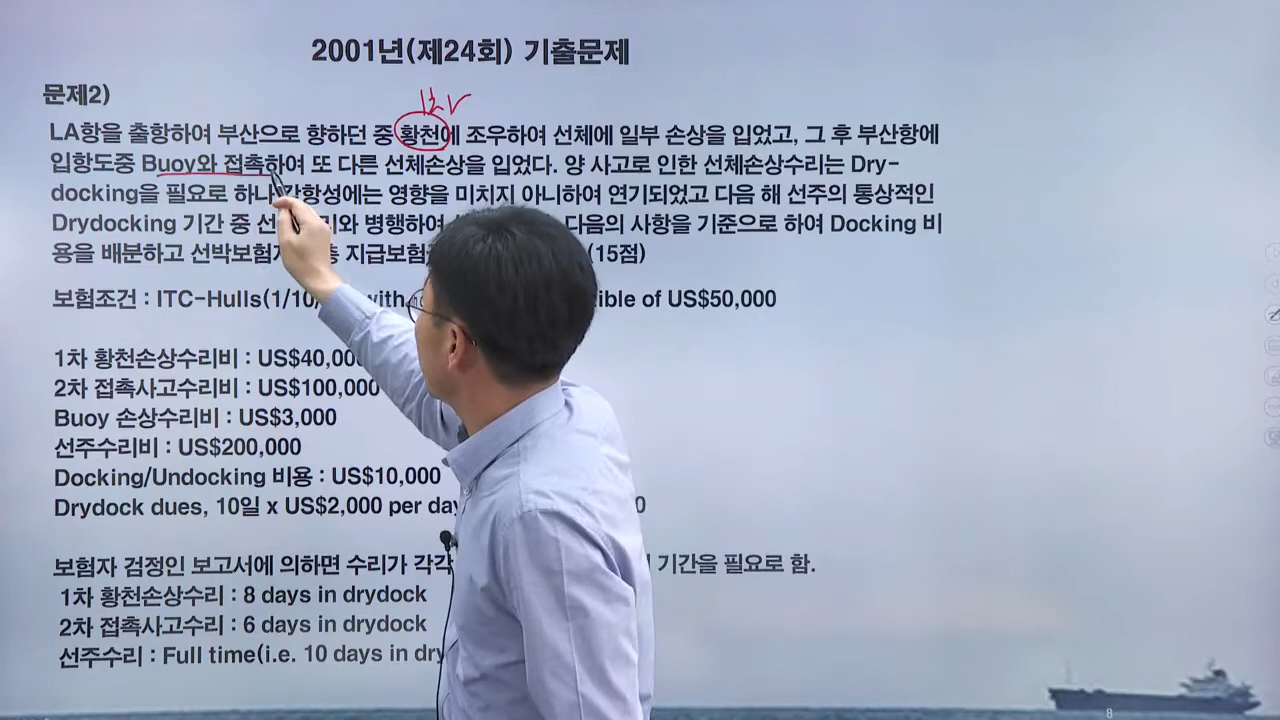 2001년(제24회) 기출문제
문제2)
LA항을 출항하여 부산으로 향하던 중 황천에 조우하여 선체에 일부 손상을 입었고, 그 후 부산항에
입항도중 Buoy와 접촉하여 또 다른 선체손상을 입었다. 양 사고로 인한 선체손상수리는 Dry-
docking을 필요로 하나 감항성에는 영향을 미치지 아니하여 연기되었고 다음 해 선주의 통상적인
Drydocking 기간 중 병행하여 다음의 사항을 기준으로 하여 Docking 비
용을 배분하고 지급보험 (15점)
보험조건 : ITC-Hulls(1/10/ with of US$50,000
1차 황천손상수리비 : US$40,00
2차 접촉사고수리비 : US$100,000
Buoy 손상수리비 : US$3,000
선주수리비 : US$200,000
Docking/Undocking 비용 : US$10,000
Drydock dues, 10일 x US$2,000 per day 0
보험자 검정인 보고서에 의하면 수리가 각각 기간을 필요로 함.
1차 황천손상수리 : 8 days in drydock
2차 접촉사고수리 : 6 days in drydock
선주수리 : Full time(i.e. 10 days in dry
8